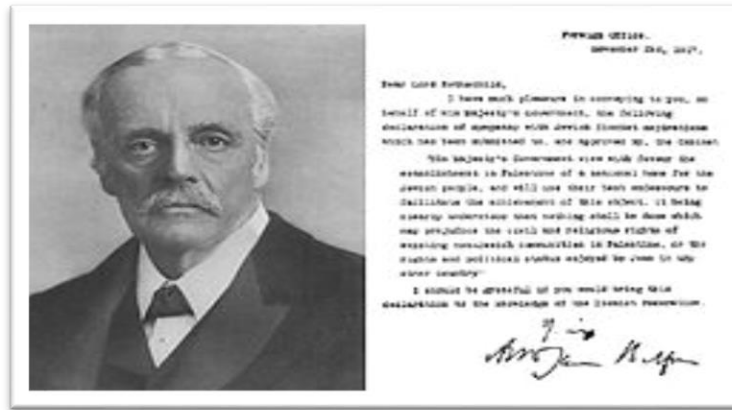 Foreign Office,
November 2nd, 1917.
Dear Lord Rothschild,
I have much pleasure in conveying to you, on
behalf of His Majesty's Government, the following
declaration of sympathy with Jewish Zionist aspirations
which has been submitted to, and approved by, the Cabinet
"His Majesty's Government view with favour the
establishment in Palestine of a national home for the
Jewish people, and will use their best endeavours to
facilitate the achievement of this object, it being
clearly understood that nothing shall be done which
may prejudice the civil and religious rights of
existing non-Jewish communities in Palestine, or the
rights and political status enjoyed by Jews in any
other country"
I should be grateful if you would bring this
declaration to the knowledge of the Zionist Federation.